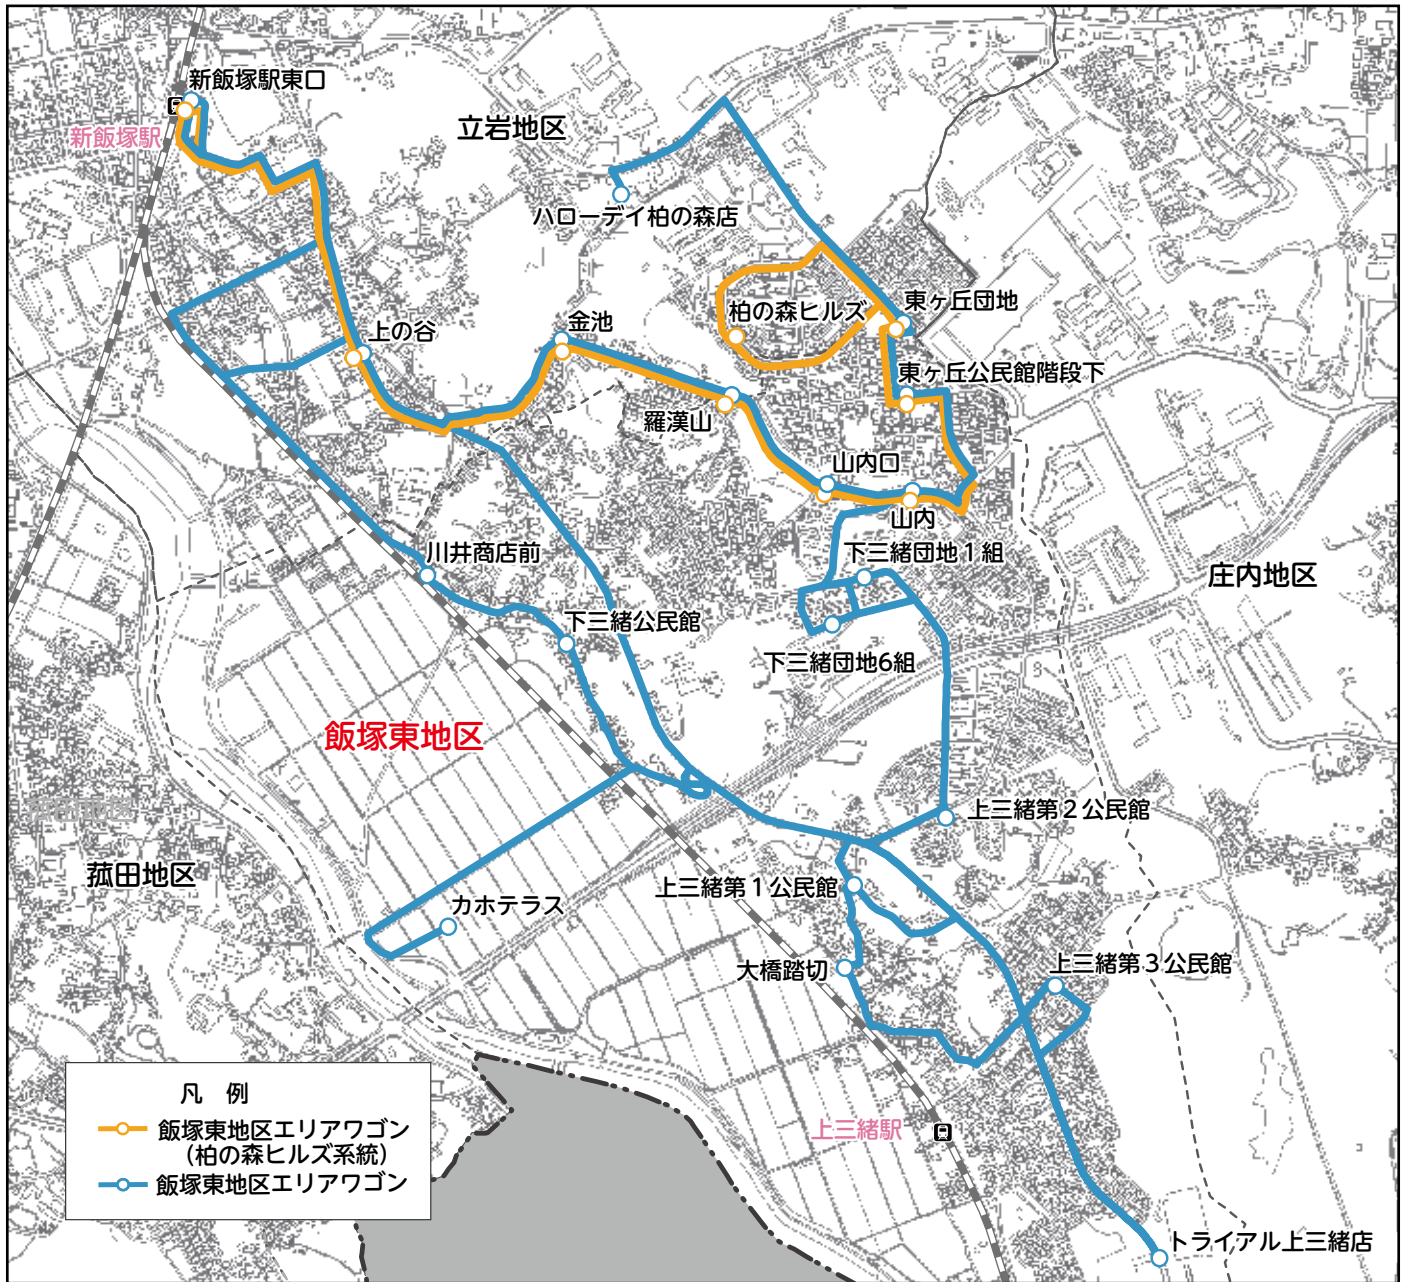 新飯塚駅東口
新飯塚駅
立岩地区
ハローデイ柏の森店
柏の森ヒルズ
東ヶ丘団地
上の谷
金池
東ヶ丘公民館階段下
羅漢山
山内口
山内
川井商店前
下三緒団地1組
庄内地区
下三緒公民館
下三緒団地6組
飯塚東地区
上三緒第2公民館
菰田地区
上三緒第1公民館
カホテラス
大橋踏切
上三緒第3公民館
上三緒駅
トライアル上三緒店
凡 例
飯塚東地区エリアワゴン
(柏の森ヒルズ系統)
飯塚東地区エリアワゴン